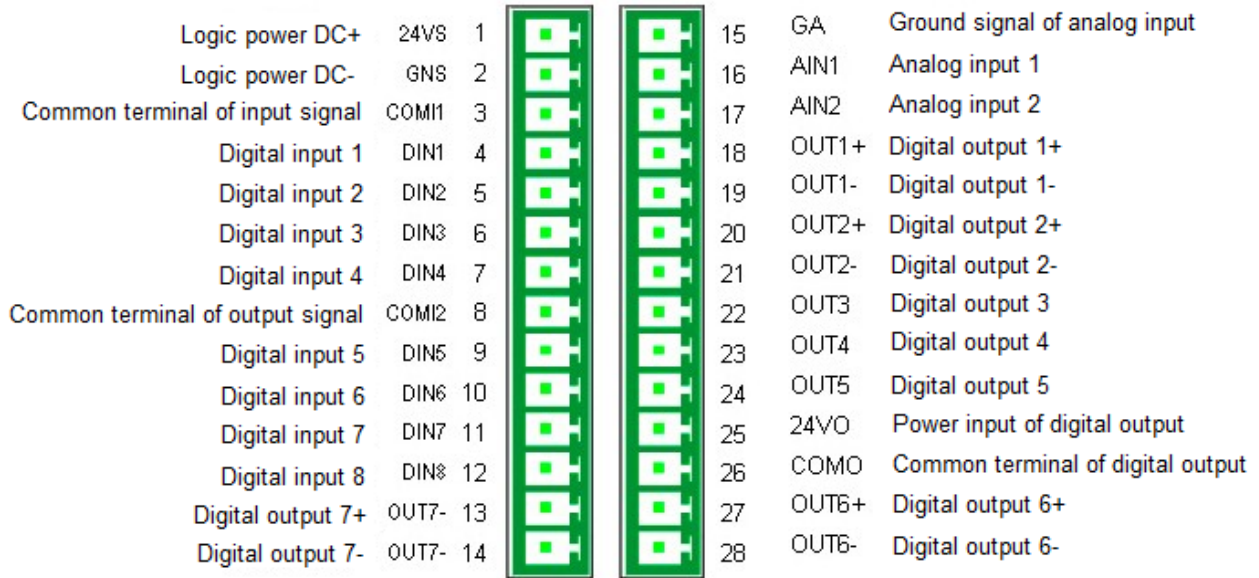 Logic power DC+ 24VS 1
Logic power DC- GNS 2
Common terminal of input signal COMI1 3
Digital input 1 DIN1 4
Digital input 2 DIN2 5
Digital input 3 DIN3 6
Digital input 4 DIN4 7
Common terminal of output signal COMI2 8
Digital input 5 DIN5 9
Digital input 6 DIN6 10
Digital input 7 DIN7 11
Digital input 8 DIN8 12
Digital output 7+ OUT7- 13
Digital output 7- OUT7- 14
15 GA Ground signal of analog input
16 AIN1 Analog input 1
17 AIN2 Analog input 2
18 OUT1+ Digital output 1+
19 OUT1- Digital output 1-
20 OUT2+ Digital output 2+
21 OUT2- Digital output 2-
22 OUT3 Digital output 3
23 OUT4 Digital output 4
24 OUT5 Digital output 5
25 24VO Power input of digital output
26 COMO Common terminal of digital output
27 OUT6+ Digital output 6+
28 OUT6- Digital output 6-